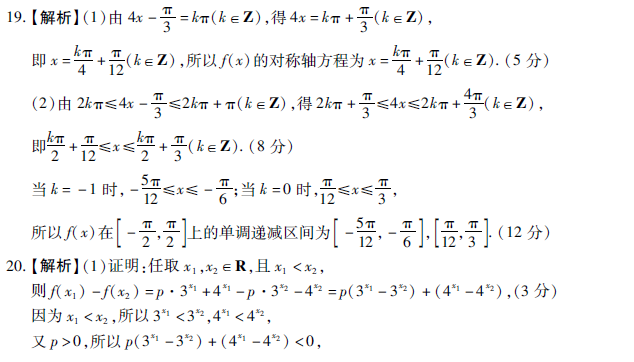 19.【解析】(1)由 4x - π/3 = kπ(k∈Z),得 4x = kπ + π/3(k∈Z),
即 x = kπ/4 + π/12(k∈Z),所以 f(x) 的对称轴方程为 x = kπ/4 + π/12(k∈Z). (5 分)
(2)由 2kπ≤4x - π/3≤2kπ + π(k∈Z),得 2kπ + π/3≤4x≤2kπ + 4π/3(k∈Z),
即 kπ/2 + π/12≤x≤kπ/2 + π/3(k∈Z). (8 分)
当 k = -1 时, -5π/12≤x≤ -π/6;当 k = 0 时, π/12≤x≤π/3,
所以 f(x) 在[ -π/2, π/2 ]上的单调递减区间为[ -5π/12, -π/6 ],[ π/12, π/3 ]. (12 分)
20.【解析】(1)证明:任取 x₁,x₂∈R,且 x₁ < x₂,
则 f(x₁) - f(x₂) = p·3^x₁ + 4^x₁ - p·3^x₂ - 4^x₂ = p(3^x₁ - 3^x₂) + (4^x₁ - 4^x₂),(3 分)
因为 x₁ < x₂,所以 3^x₁ < 3^x₂,4^x₁ < 4^x₂,
又 p > 0,所以 p(3^x₁ - 3^x₂) + (4^x₁ - 4^x₂) < 0,